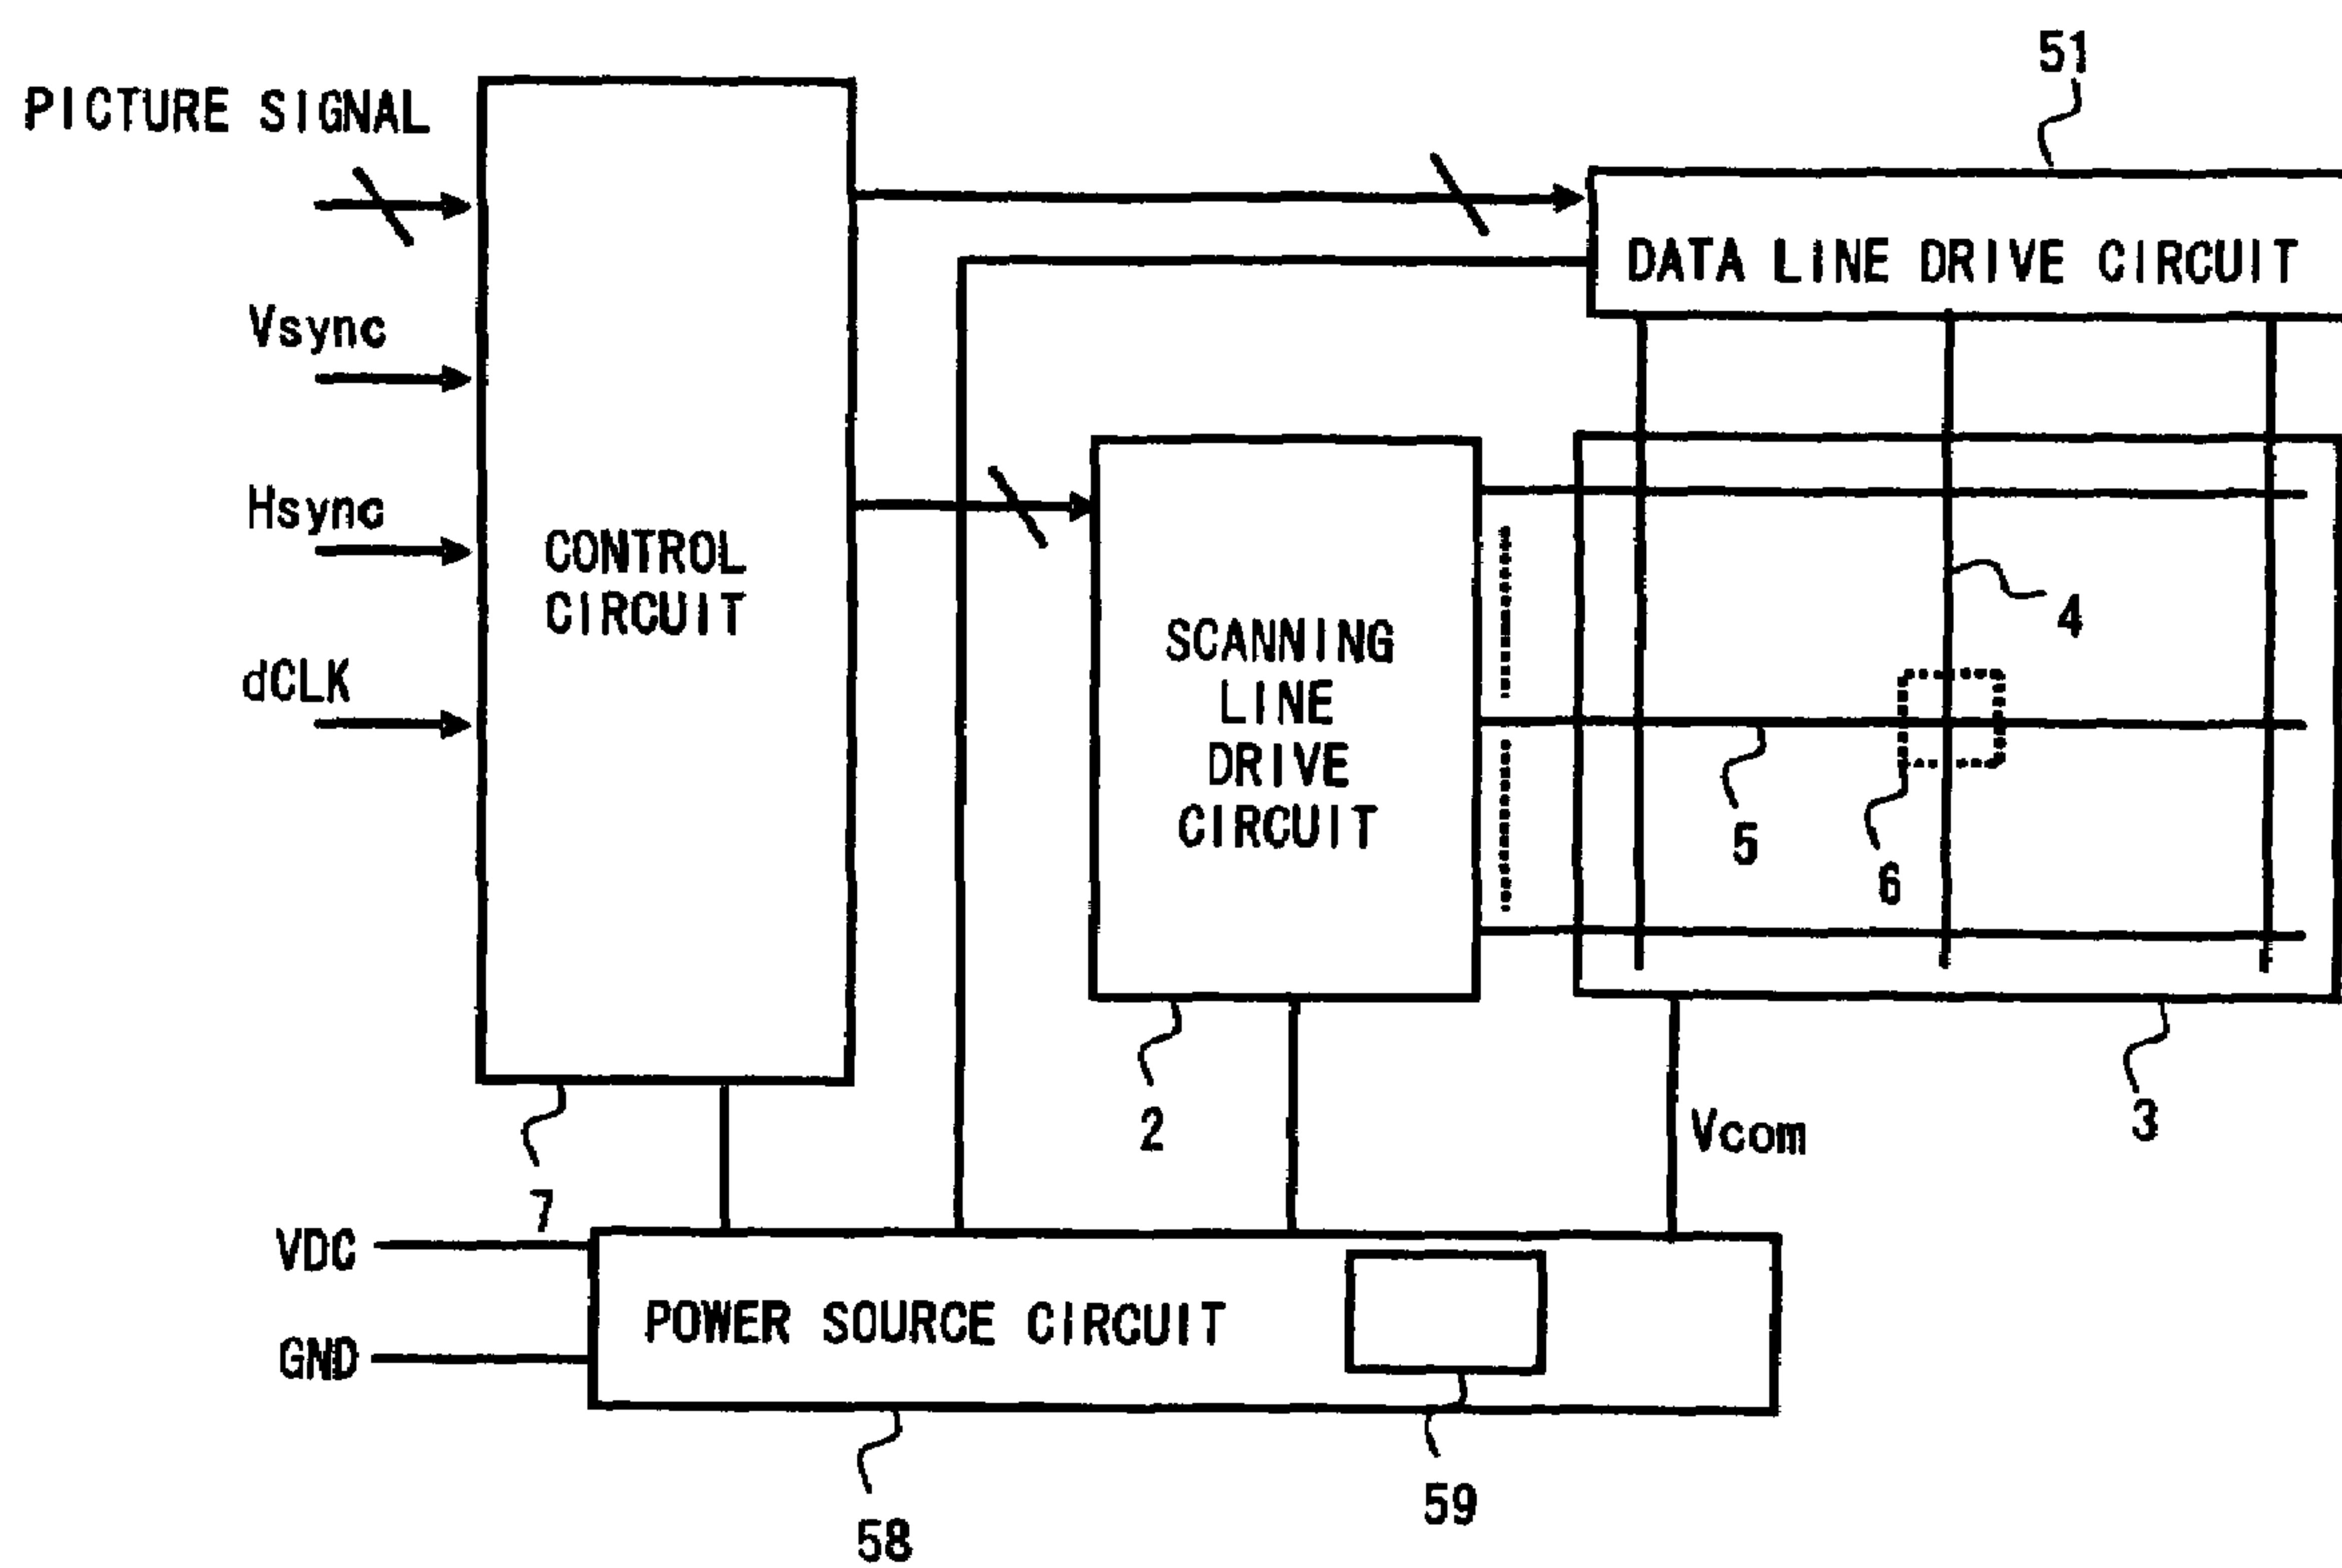 51
PICTURE SIGNAL
DATA LINE DRIVE CIRCUIT
Vsync
Hsync
CONTROL
CIRCUIT
dCLK
SCANNING
LINE
DRIVE
CIRCUIT
4
5
6
7
2
Vcom
3
VDC
GND
POWER SOURCE CIRCUIT
58
59